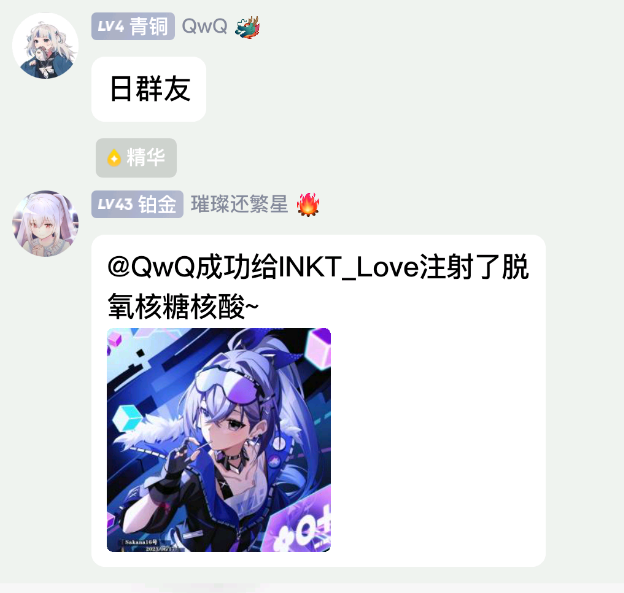 LV4 青铜 QwQ
日群友
精华
LV43 铂金 璀璨还繁星
@QwQ成功给INKT_Love注射了脱
氧核糖核酸~
80+
Sakana16号